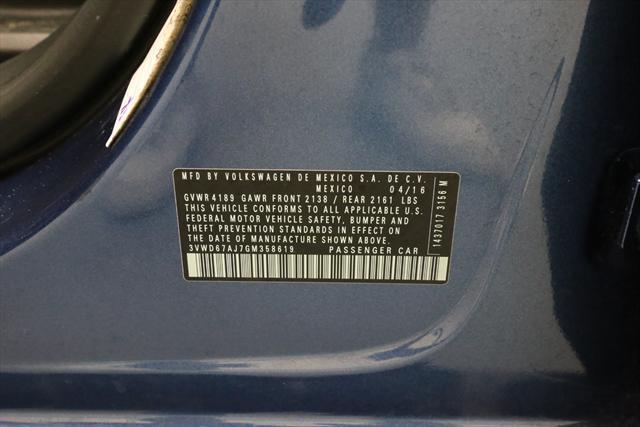 MFD BY VOLKSWAGEN DE MEXICO S.A. DE C.V.
MEXICO 04/16
GVWR 4189 GAWR FRONT 2138 / REAR 2161 LBS
THIS VEHICLE CONFORMS TO ALL APPLICABLE U.S.
FEDERAL MOTOR VEHICLE SAFETY, BUMPER AND
THEFT PREVENTION STANDARDS IN EFFECT ON
THE DATE OF MANUFACTURE SHOWN ABOVE.
3VWD67AJ7GM358619 PASSENGER CAR
1437017 3156 M